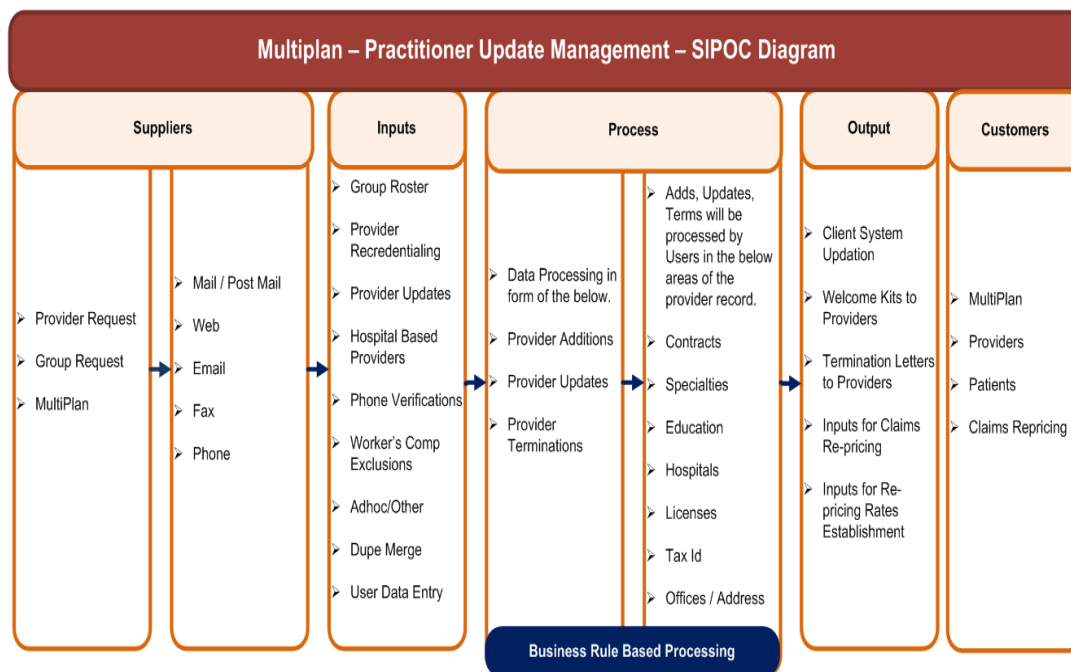 Multiplan – Practitioner Update Management – SIPOC Diagram
Suppliers
Provider Request
Group Request
MultiPlan
Mail / Post Mail
Web
Email
Fax
Phone
Inputs
Group Roster
Provider
Recredentialing
Provider Updates
Hospital Based
Providers
Phone Verifications
Worker's Comp
Exclusions
Adhoc/Other
Dupe Merge
User Data Entry
Process
Data Processing in
form of the below.
Provider Additions
Provider Updates
Provider
Terminations
Adds, Updates,
Terms will be
processed by
Users in the below
areas of the
provider record.
Contracts
Specialties
Education
Hospitals
Licenses
Tax Id
Offices / Address
Business Rule Based Processing
Output
Client System
Updation
Welcome Kits to
Providers
Termination Letters
to Providers
Inputs for Claims
Re-pricing
Inputs for Re-
pricing Rates
Establishment
Customers
MultiPlan
Providers
Patients
Claims Repricing